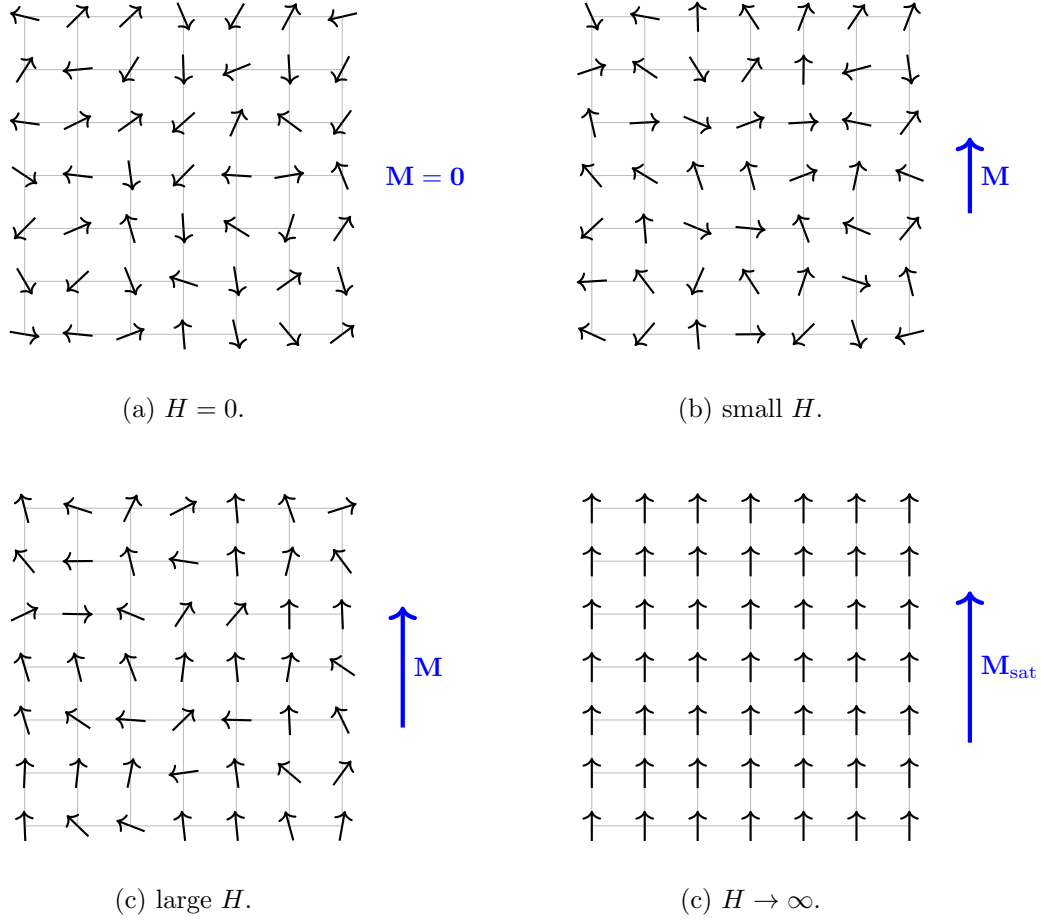 M = 0
M
(a) H = 0.
(b) small H.
M
M_sat
(c) large H.
(c) H → ∞.